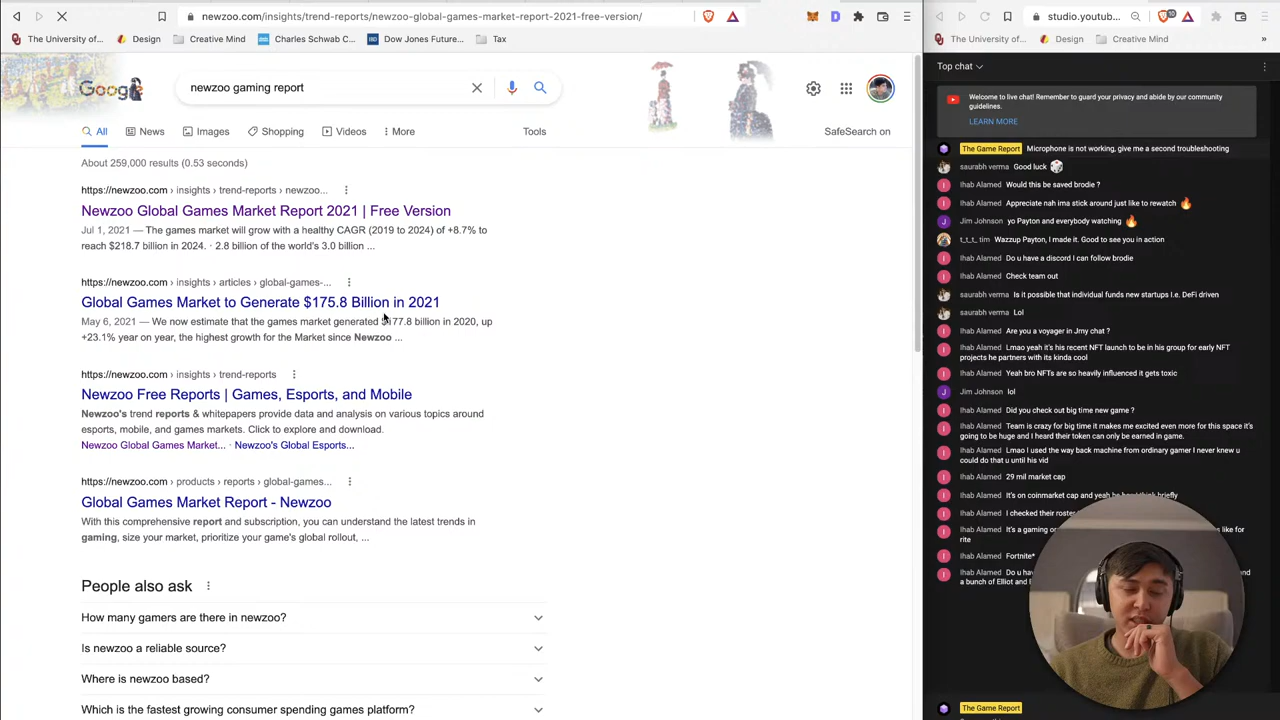 newzoo.com/insights/trend-reports/newzoo-global-games-market-report-2021-free-version/
The University of... Design Creative Mind Charles Schwab C... Dow Jones Future... Tax
Google
newzoo gaming report
All News Images Shopping Videos More Tools SafeSearch on
About 259,000 results (0.53 seconds)
https://newzoo.com › insights › trend-reports › newzoo...
Newzoo Global Games Market Report 2021 | Free Version
Jul 1, 2021 — The games market will grow with a healthy CAGR (2019 to 2024) of +8.7% to
reach $218.7 billion in 2024. · 2.8 billion of the world's 3.0 billion ...
https://newzoo.com › insights › articles › global-games-...
Global Games Market to Generate $175.8 Billion in 2021
May 6, 2021 — We now estimate that the games market generated $177.8 billion in 2020, up
+23.1% year on year, the highest growth for the Market since Newzoo ...
https://newzoo.com › insights › trend-reports
Newzoo Free Reports | Games, Esports, and Mobile
Newzoo's trend reports & whitepapers provide data and analysis on various topics around
esports, mobile, and games markets. Click to explore and download.
Newzoo Global Games Market... · Newzoo's Global Esports...
https://newzoo.com › products › reports › global-games...
Global Games Market Report - Newzoo
With this comprehensive report and subscription, you can understand the latest trends in
gaming, size your market, prioritize your game's global rollout, ...
People also ask
How many gamers are there in newzoo?
Is newzoo a reliable source?
Where is newzoo based?
Which is the fastest growing consumer spending games platform?
studio.youtub...
The University of... Design Creative Mind »
Top chat
Welcome to live chat! Remember to guard your privacy and abide by our community
guidelines.
LEARN MORE
The Game Report Microphone is not working, give me a second troubleshooting
saurabh verma Good luck
Ihab Alamed Would this be saved brodie ?
Ihab Alamed Appreciate nah ima stick around just like to rewatch
Jim Johnson yo Payton and everybody watching
t_t_t_ tim Wazzup Payton, I made it. Good to see you in action
Ihab Alamed Do u have a discord I can follow brodie
Ihab Alamed Check team out
saurabh verma Is it possible that individual funds new startups I.e. DeFi driven
saurabh verma Lol
Ihab Alamed Are you a voyager in Jrny chat ?
Ihab Alamed Lmao yeah it's his recent NFT launch to be in his group for early NFT
projects he partners with its kinda cool
Ihab Alamed Yeah bro NFTs are so heavily influenced it gets toxic
Jim Johnson lol
Ihab Alamed Did you check out big time new game ?
Ihab Alamed Team is crazy for big time it makes me excited even more for this space it's
going to be huge and I heard their token can only be earned in game.
Ihab Alamed Lmao I used the way back machine from ordinary gamer I never knew u
could do that u until his vid
Ihab Alamed 29 mil market cap
Ihab Alamed It's on coinmarket cap and yeah briefly
Ihab Alamed I checked their roster
Ihab Alamed It's a gaming or s like for
rite
Ihab Alamed Fortnite*
Ihab Alamed Do u ha and
a bunch of Elliot and
The Game Report